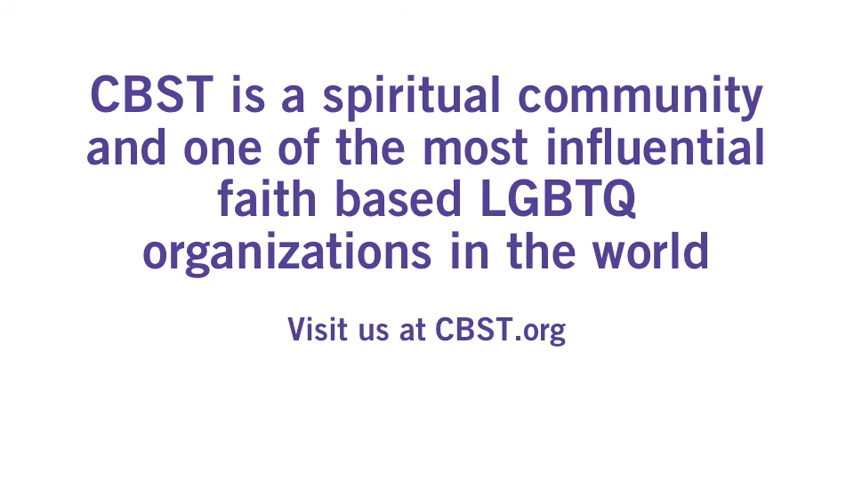 CBST is a spiritual community
and one of the most influential
faith based LGBTQ
organizations in the world
Visit us at CBST.org